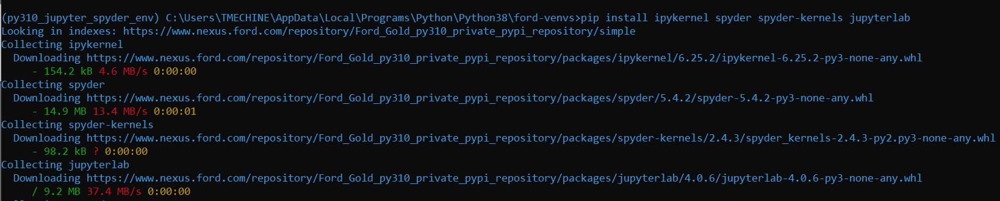 (py310_jupyter_spyder_env) C:\Users\TMECHINE\AppData\Local\Programs\Python\Python38\ford-venvs>pip install ipykernel spyder spyder-kernels jupyterlab
Looking in indexes: https://www.nexus.ford.com/repository/Ford_Gold_py310_private_pypi_repository/simple
Collecting ipykernel
  Downloading https://www.nexus.ford.com/repository/Ford_Gold_py310_private_pypi_repository/packages/ipykernel/6.25.2/ipykernel-6.25.2-py3-none-any.whl
     - 154.2 kB 4.6 MB/s 0:00:00
Collecting spyder
  Downloading https://www.nexus.ford.com/repository/Ford_Gold_py310_private_pypi_repository/packages/spyder/5.4.2/spyder-5.4.2-py3-none-any.whl
     - 14.9 MB 13.4 MB/s 0:00:01
Collecting spyder-kernels
  Downloading https://www.nexus.ford.com/repository/Ford_Gold_py310_private_pypi_repository/packages/spyder-kernels/2.4.3/spyder_kernels-2.4.3-py2.py3-none-any.whl
     - 98.2 kB ? 0:00:00
Collecting jupyterlab
  Downloading https://www.nexus.ford.com/repository/Ford_Gold_py310_private_pypi_repository/packages/jupyterlab/4.0.6/jupyterlab-4.0.6-py3-none-any.whl
     / 9.2 MB 37.4 MB/s 0:00:00